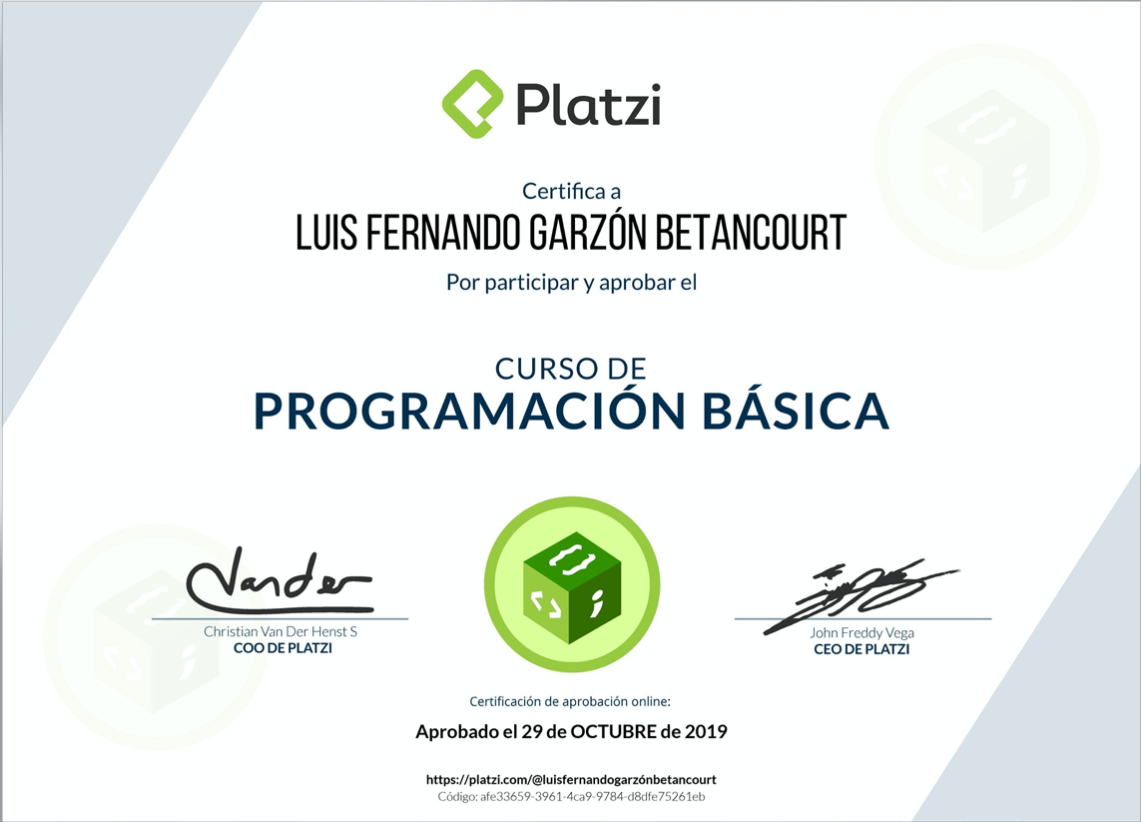 Platzi
Certifica a
LUIS FERNANDO GARZÓN BETANCOURT
Por participar y aprobar el
CURSO DE
PROGRAMACIÓN BÁSICA
Vander
Christian Van Der Henst S
COO DE PLATZI
John Freddy Vega
CEO DE PLATZI
Certificación de aprobación online:
Aprobado el 29 de OCTUBRE de 2019
https://platzi.com/@luisfernandogarzónbetancourt
Código: afe33659-3961-4ca9-9784-d8dfe75261eb